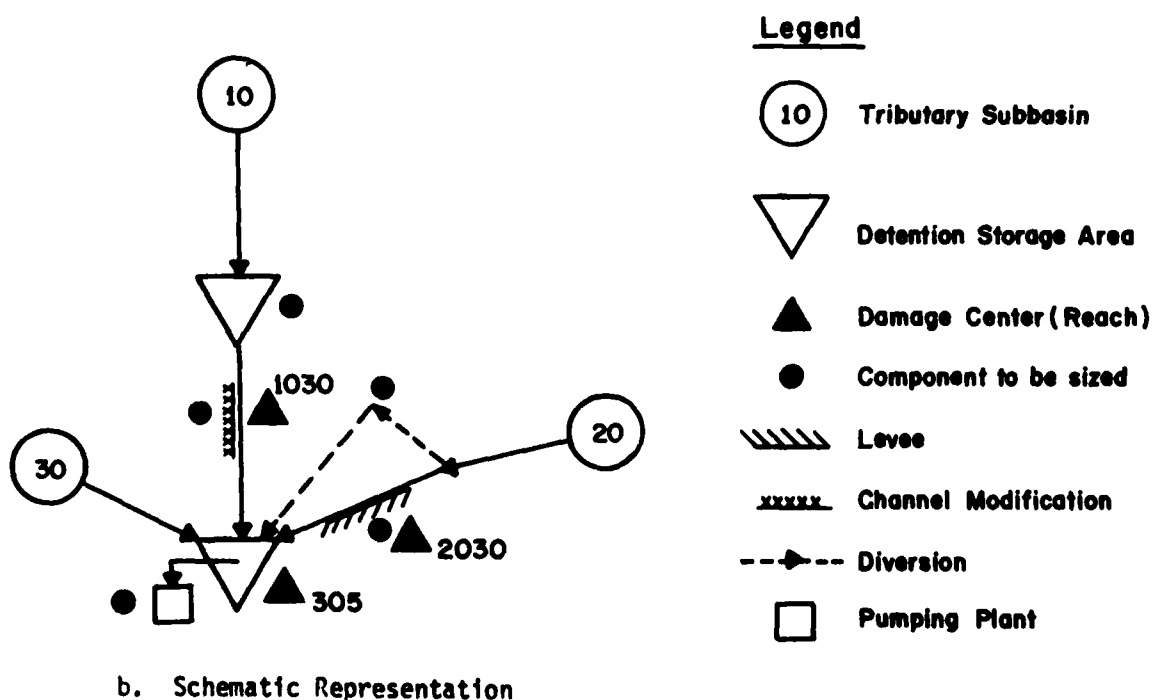 10
1030
20
30
2030
305
b. Schematic Representation
Legend
10 Tributary Subbasin
Detention Storage Area
Damage Center (Reach)
Component to be sized
Levee
xxxxx Channel Modification
Diversion
Pumping Plant